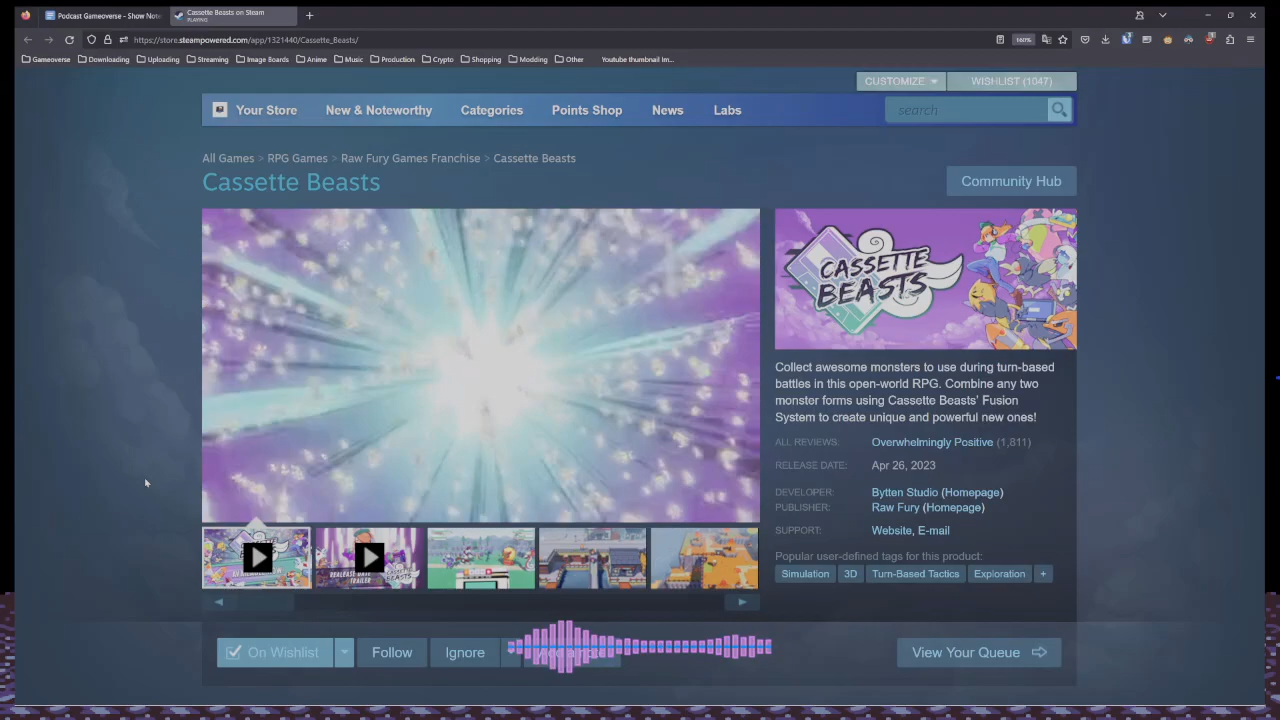 Podcast Gameoverse - Show Not
Cassette Beasts on Steam
PLAYING
https://store.steampowered.com/app/1321440/Cassette_Beasts/
160%
Gameoverse Downloading Uploading Streaming Image Boards Anime Music Production Crypto Shopping Modding Other Youtube thumbnail im...
CUSTOMIZE WISHLIST (1047)
Your Store New & Noteworthy Categories Points Shop News Labs search
All Games > RPG Games > Raw Fury Games Franchise > Cassette Beasts
Cassette Beasts
Community Hub
CASSETTE
BEASTS
Collect awesome monsters to use during turn-based
battles in this open-world RPG. Combine any two
monster forms using Cassette Beasts' Fusion
System to create unique and powerful new ones!
ALL REVIEWS: Overwhelmingly Positive (1,811)
RELEASE DATE: Apr 26, 2023
DEVELOPER: Bytten Studio (Homepage)
PUBLISHER: Raw Fury (Homepage)
SUPPORT: Website, E-mail
Popular user-defined tags for this product:
Simulation 3D Turn-Based Tactics Exploration +
On Wishlist Follow Ignore View Your Queue